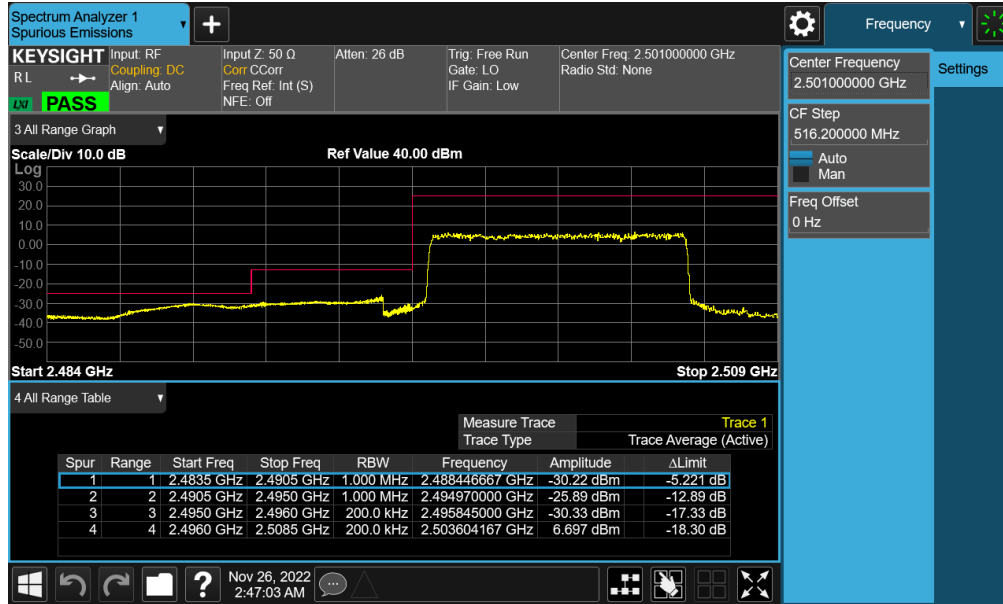 Spectrum Analyzer 1
Spurious Emissions
+
Frequency
KEYSIGHT
RL
LXI
PASS
Input: RF
Coupling: DC
Align: Auto
Input Z: 50 Ω
Corr CCorr
Freq Ref: Int (S)
NFE: Off
Atten: 26 dB
Trig: Free Run
Gate: LO
IF Gain: Low
Center Freq: 2.501000000 GHz
Radio Std: None
Center Frequency
2.501000000 GHz
Settings
CF Step
516.200000 MHz
Auto
Man
Freq Offset
0 Hz
3 All Range Graph
Scale/Div 10.0 dB
Ref Value 40.00 dBm
Log
30.0
20.0
10.0
0.00
-10.0
-20.0
-30.0
-40.0
-50.0
Start 2.484 GHz
Stop 2.509 GHz
4 All Range Table
Measure Trace Trace 1
Trace Type Trace Average (Active)
Spur Range Start Freq Stop Freq RBW Frequency Amplitude ΔLimit
1 1 2.4835 GHz 2.4905 GHz 1.000 MHz 2.488446667 GHz -30.22 dBm -5.221 dB
2 2 2.4905 GHz 2.4950 GHz 1.000 MHz 2.494970000 GHz -25.89 dBm -12.89 dB
3 3 2.4950 GHz 2.4960 GHz 200.0 kHz 2.495845000 GHz -30.33 dBm -17.33 dB
4 4 2.4960 GHz 2.5085 GHz 200.0 kHz 2.503604167 GHz 6.697 dBm -18.30 dB
?
Nov 26, 2022
2:47:03 AM